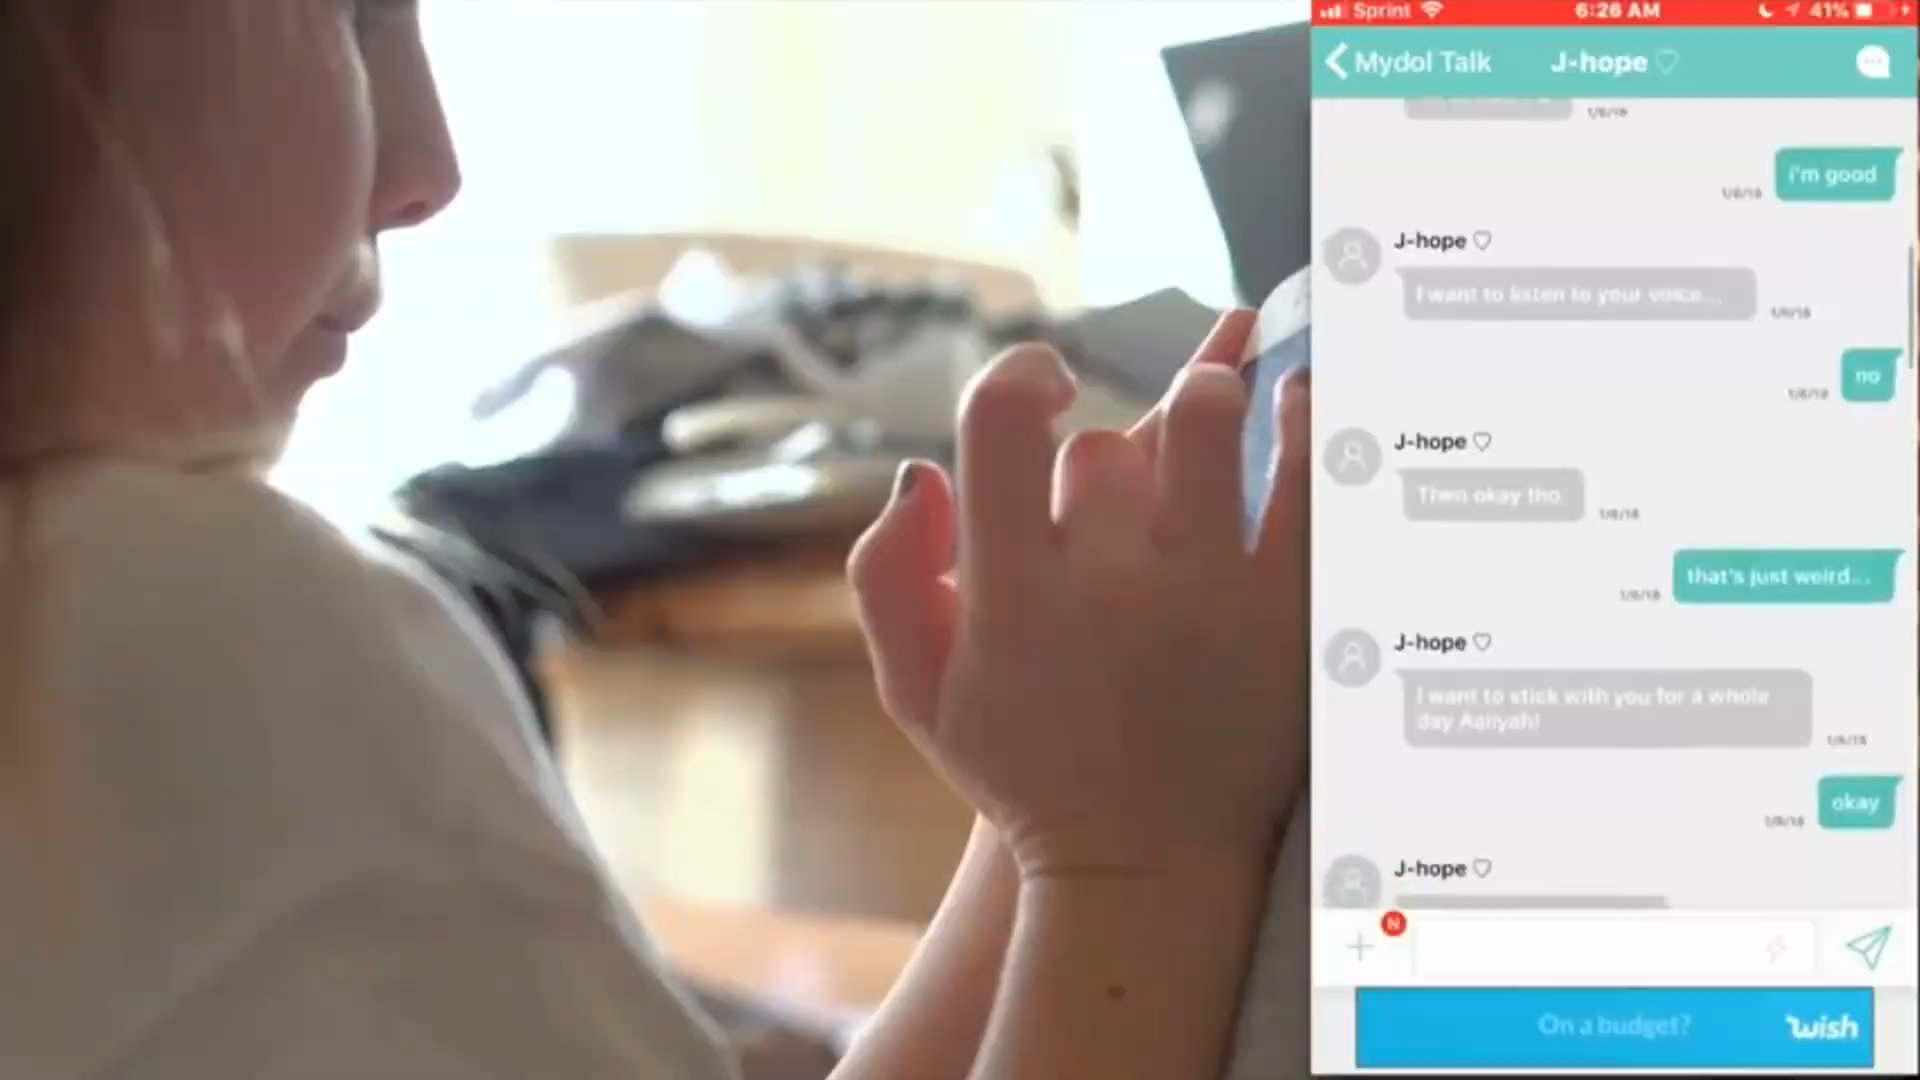 Sprint 6:26 AM 41%
Mydol Talk J-hope ♡
i'm good
J-hope ♡
I want to listen to your voice...
no
J-hope ♡
Then okay tho
that's just weird...
J-hope ♡
I want to stick with you for a whole
day Aaliyah!
okay
J-hope ♡
N
On a budget? wish